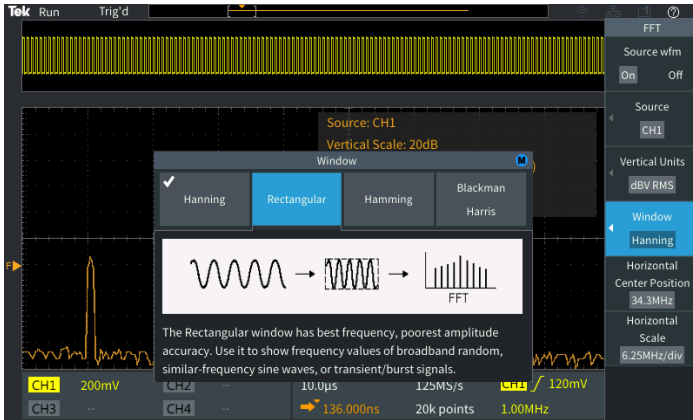 Tek Run Trig'd
FFT
Source wfm
On Off
Source
CH1
Vertical Units
dBV RMS
Window
Hanning
Horizontal
Center Position
34.3MHz
Horizontal
Scale
6.25MHz/div
Source: CH1
Vertical Scale: 20dB
Window
M
Hanning
Rectangular
Hamming
Blackman
Harris
FFT
The Rectangular window has best frequency, poorest amplitude
accuracy. Use it to show frequency values of broadband random,
similar-frequency sine waves, or transient/burst signals.
F
CH1 200mV CH2 -- 10.0µs 125MS/s CH1 120mV
CH3 -- CH4 -- 136.000ns 20k points 1.00MHz